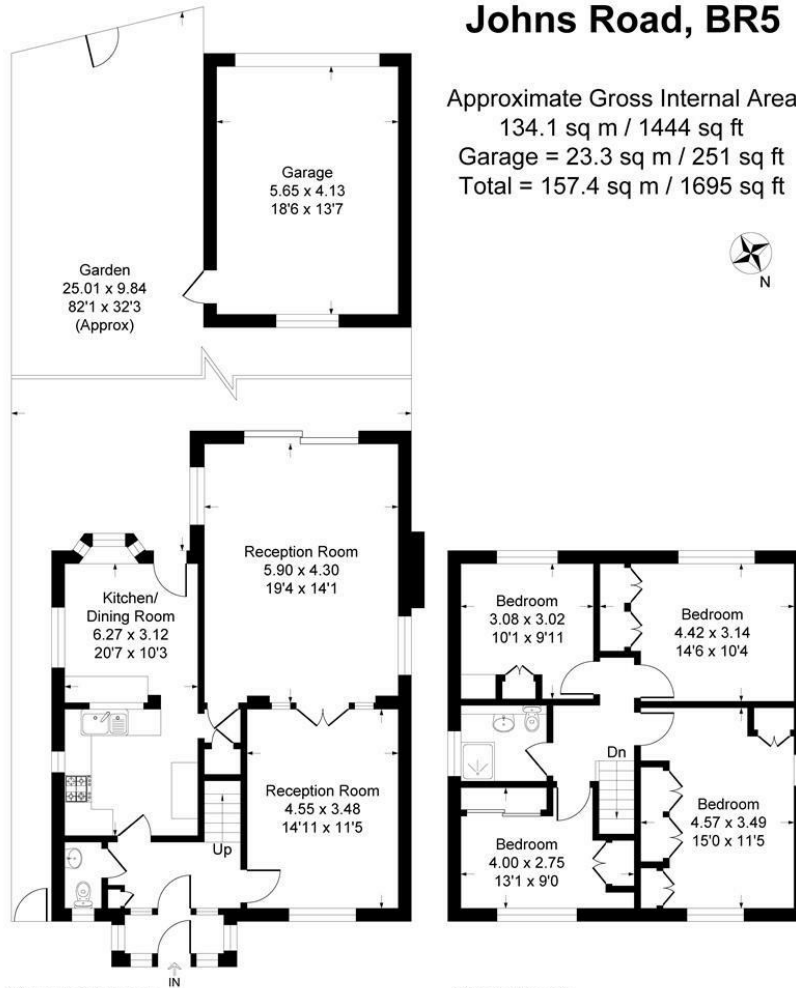 Johns Road, BR5
Approximate Gross Internal Area
134.1 sq m / 1444 sq ft
Garage = 23.3 sq m / 251 sq ft
Total = 157.4 sq m / 1695 sq ft
N
Garage
5.65 x 4.13
18'6 x 13'7
Garden
25.01 x 9.84
82'1 x 32'3
(Approx)
Reception Room
5.90 x 4.30
19'4 x 14'1
Kitchen/
Dining Room
6.27 x 3.12
20'7 x 10'3
Reception Room
4.55 x 3.48
14'11 x 11'5
Up
IN
Bedroom
3.08 x 3.02
10'1 x 9'11
Bedroom
4.42 x 3.14
14'6 x 10'4
Dn
Bedroom
4.57 x 3.49
15'0 x 11'5
Bedroom
4.00 x 2.75
13'1 x 9'0